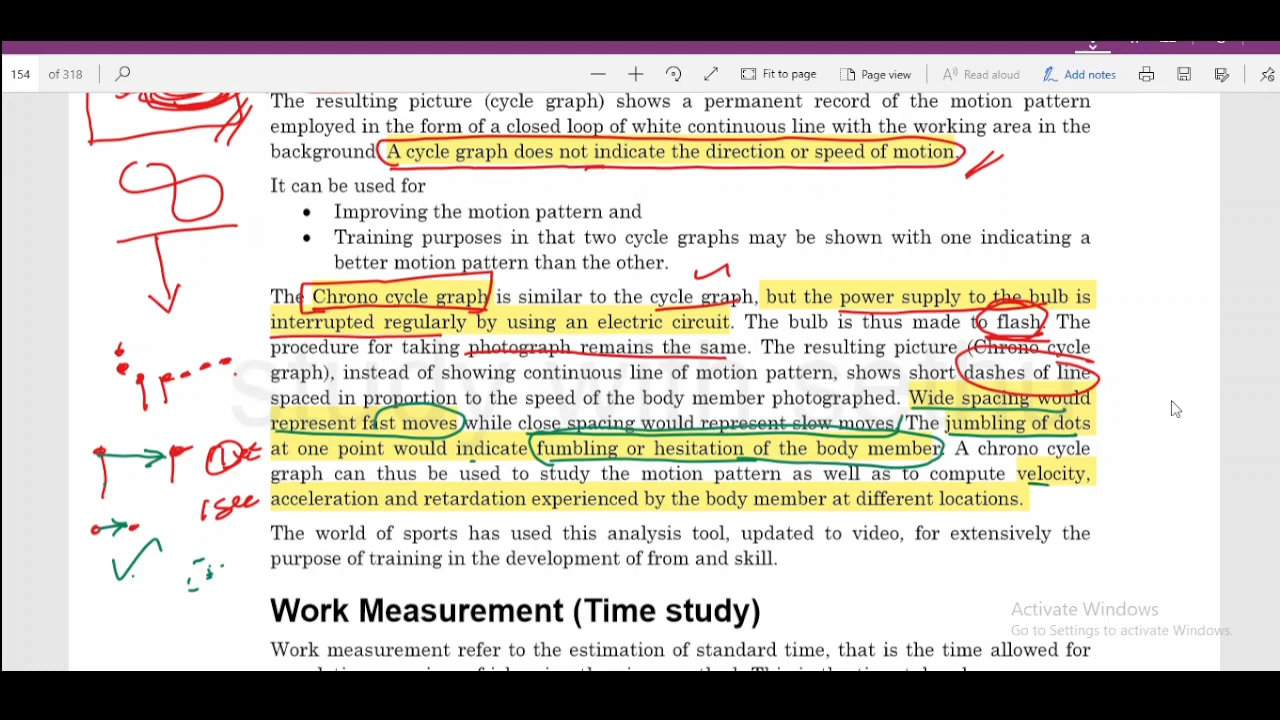 154 of 318 Fit to page Page view Read aloud Add notes
The resulting picture (cycle graph) shows a permanent record of the motion pattern
employed in the form of a closed loop of white continuous line with the working area in the
background. A cycle graph does not indicate the direction or speed of motion.
It can be used for
• Improving the motion pattern and
• Training purposes in that two cycle graphs may be shown with one indicating a
better motion pattern than the other.
The Chrono cycle graph is similar to the cycle graph, but the power supply to the bulb is
interrupted regularly by using an electric circuit. The bulb is thus made to flash. The
procedure for taking photograph remains the same. The resulting picture (Chrono cycle
graph), instead of showing continuous line of motion pattern, shows short dashes of line
spaced in proportion to the speed of the body member photographed. Wide spacing would
represent fast moves while close spacing would represent slow moves. The jumbling of dots
at one point would indicate fumbling or hesitation of the body member. A chrono cycle
graph can thus be used to study the motion pattern as well as to compute velocity,
acceleration and retardation experienced by the body member at different locations.
1 sec
The world of sports has used this analysis tool, updated to video, for extensively the
purpose of training in the development of from and skill.
Work Measurement (Time study)
Activate Windows
Go to Settings to activate Windows.
Work measurement refer to the estimation of standard time, that is the time allowed for